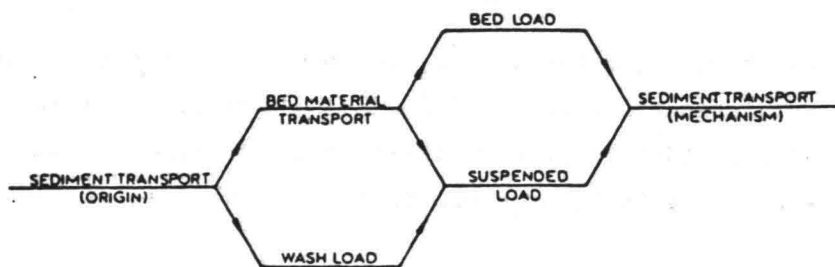 BED LOAD
BED MATERIAL
TRANSPORT
SEDIMENT TRANSPORT
(MECHANISM)
SEDIMENT TRANSPORT
(ORIGIN)
SUSPENDED
LOAD
WASH LOAD